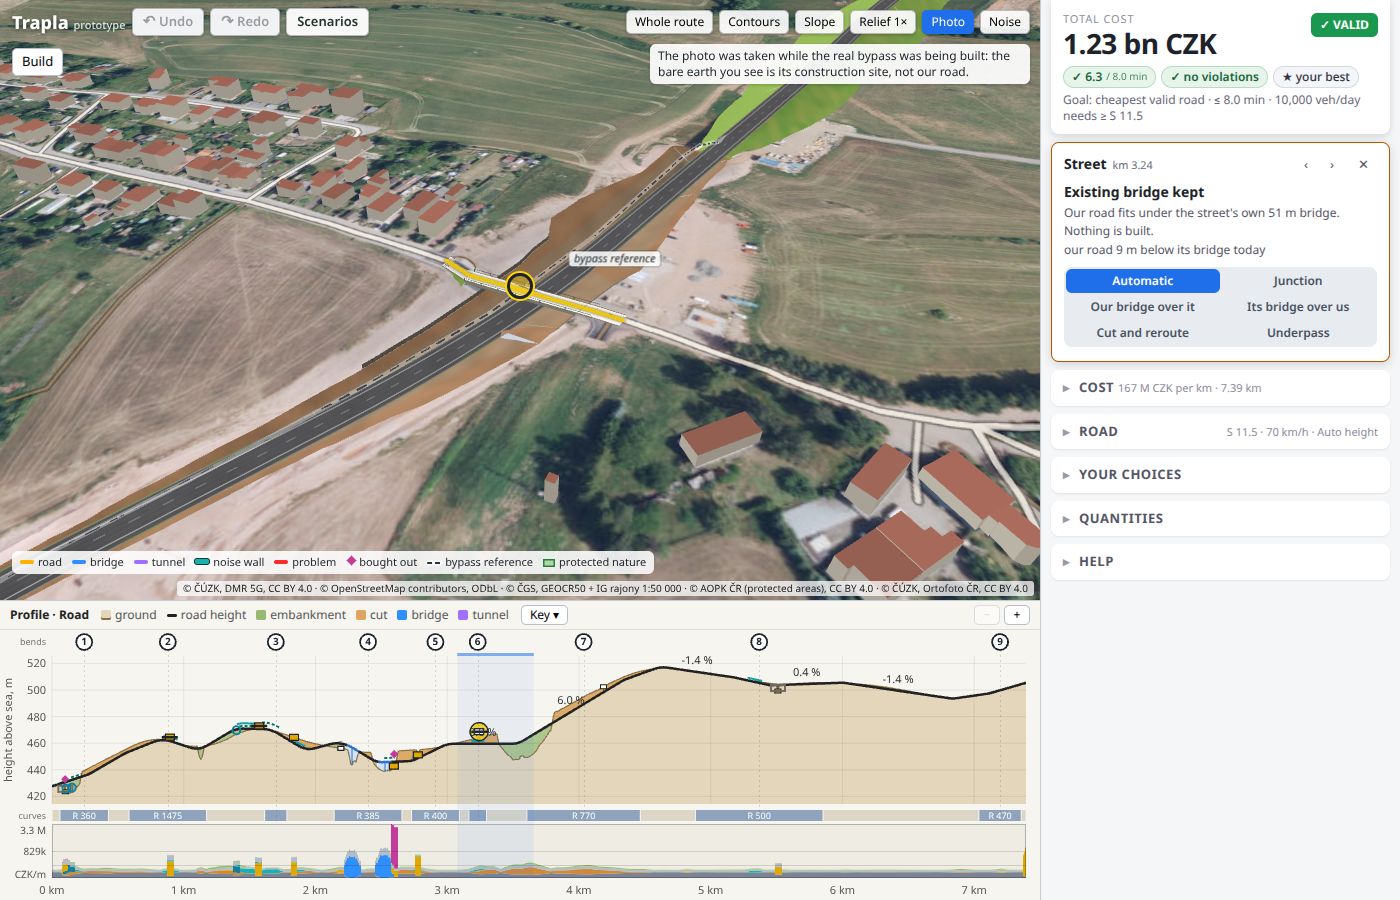 Trapla prototype
↶ Undo
↷ Redo
Scenarios
Whole route
Contours
Slope
Relief 1×
Photo
Noise
Build
The photo was taken while the real bypass was being built: the
bare earth you see is its construction site, not our road.
bypass reference
road
bridge
tunnel
noise wall
problem
bought out
bypass reference
protected nature
© ČÚZK, DMR 5G, CC BY 4.0 · © OpenStreetMap contributors, ODbL · © ČGS, GEOCR50 + IG rajony 1:50 000 · © AOPK ČR (protected areas), CC BY 4.0 · © ČÚZK, Ortofoto ČR, CC BY 4.0
TOTAL COST
✓ VALID
1.23 bn CZK
✓ 6.3 / 8.0 min
✓ no violations
★ your best
Goal: cheapest valid road · ≤ 8.0 min · 10,000 veh/day
needs ≥ S 11.5
Street km 3.24
‹ › ✕
Existing bridge kept
Our road fits under the street's own 51 m bridge.
Nothing is built.
our road 9 m below its bridge today
Automatic
Junction
Our bridge over it
Its bridge over us
Cut and reroute
Underpass
▶ COST 167 M CZK per km · 7.39 km
▶ ROAD S 11.5 · 70 km/h · Auto height
▶ YOUR CHOICES
▶ QUANTITIES
▶ HELP
Profile · Road
ground
road height
embankment
cut
bridge
tunnel
Key ▾
−
+
bends
1 2 3 4 5 6 7 8 9
height above sea, m
520
500
480
460
440
420
6.0 %
-1.4 %
0.4 %
-1.4 %
curves
R 360
R 1475
R 385
R 400
R 770
R 500
R 470
3.3 M
829k
CZK/m
0 km
1 km
2 km
3 km
4 km
5 km
6 km
7 km